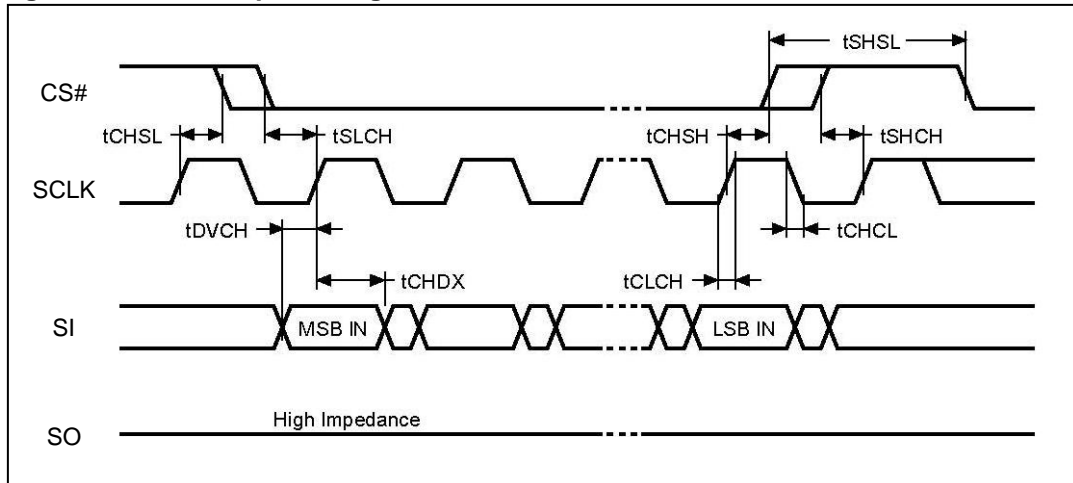 tSHSL
CS#
tCHSL
tSLCH
tCHSH
tSHCH
SCLK
tDVCH
tCHCL
tCHDX
tCLCH
SI
MSB IN
LSB IN
High Impedance
SO